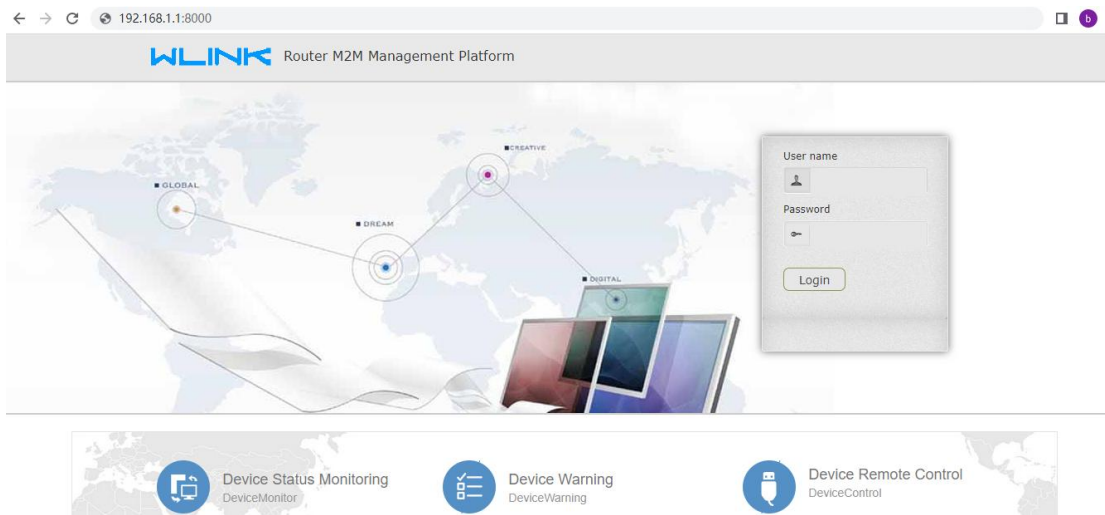 192.168.1.1:8000
b
WLINK Router M2M Management Platform
CREATIVE
GLOBAL
DREAM
DIGITAL
User name
Password
Login
Device Status Monitoring
DeviceMonitor
Device Warning
DeviceWarning
Device Remote Control
DeviceControl